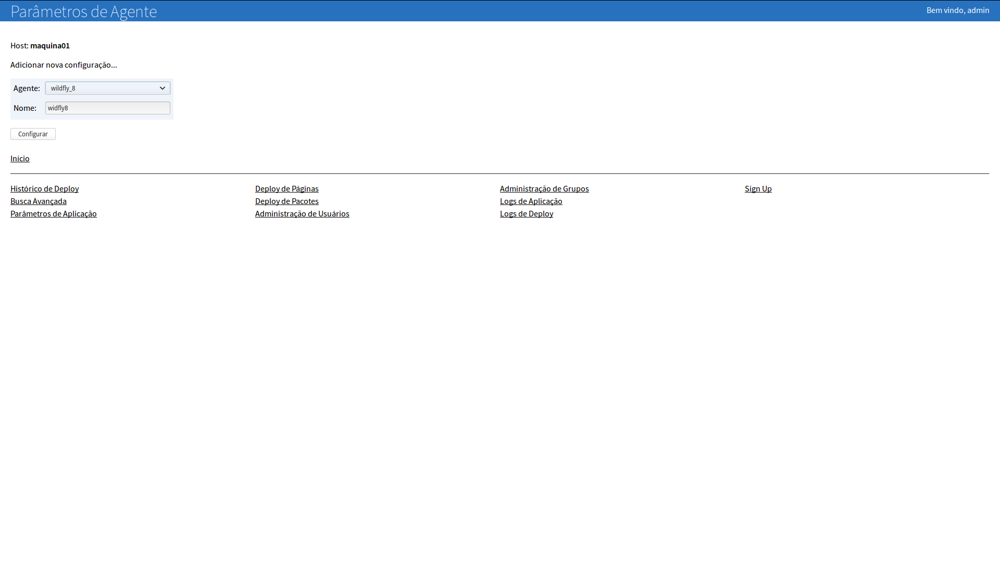 Parâmetros de Agente
Bem vindo, admin
Host: maquina01
Adicionar nova configuração...
Agente: wildfly_8
Nome: widfly8
Configurar
Início
Histórico de Deploy
Busca Avançada
Parâmetros de Aplicação
Deploy de Páginas
Deploy de Pacotes
Administração de Usuários
Administração de Grupos
Logs de Aplicação
Logs de Deploy
Sign Up